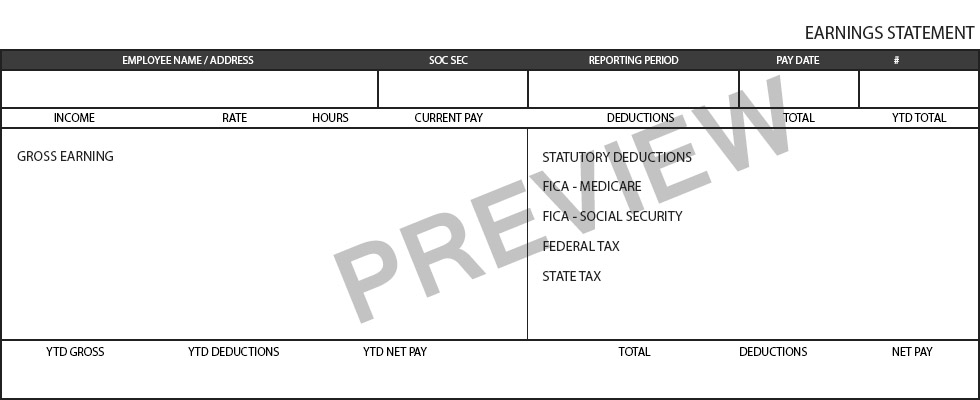 EARNINGS STATEMENT
EMPLOYEE NAME / ADDRESS SOC SEC REPORTING PERIOD PAY DATE #
INCOME RATE HOURS CURRENT PAY DEDUCTIONS TOTAL YTD TOTAL
GROSS EARNING STATUTORY DEDUCTIONS
FICA - MEDICARE
FICA - SOCIAL SECURITY
FEDERAL TAX
STATE TAX
PREVIEW
YTD GROSS YTD DEDUCTIONS YTD NET PAY TOTAL DEDUCTIONS NET PAY